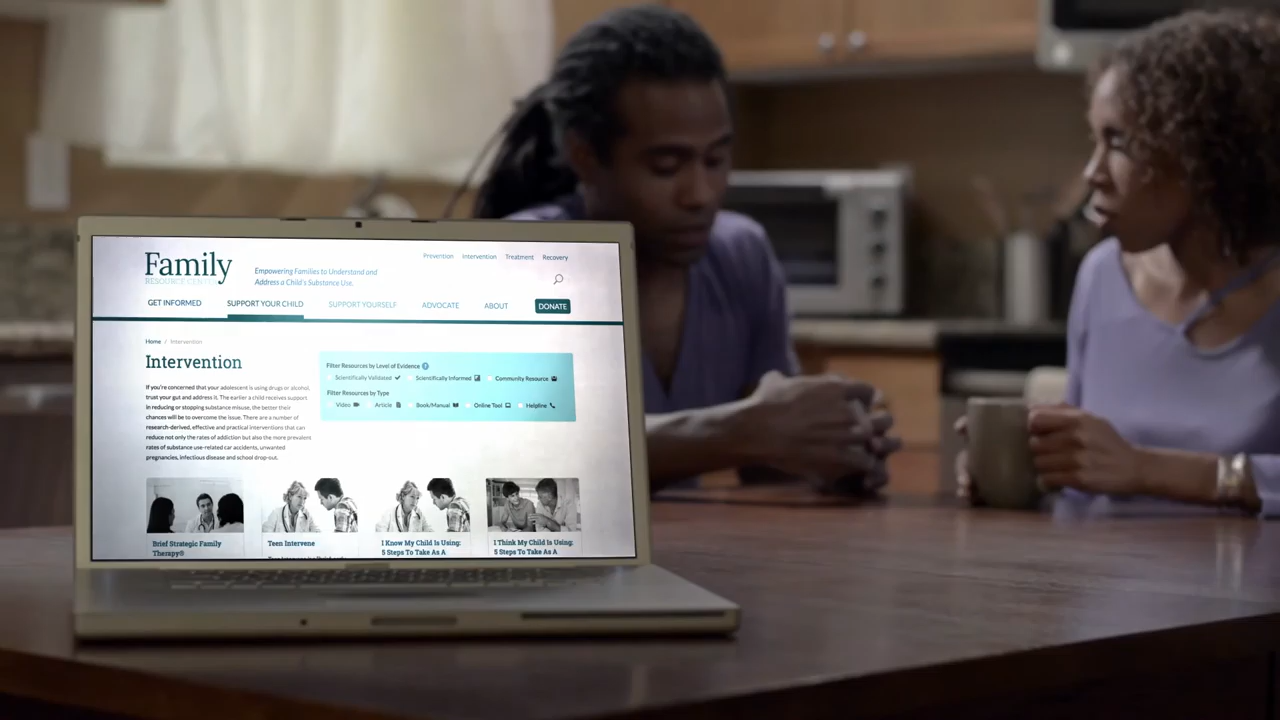 Family
RESOURCE CENTER
Empowering Families to Understand and
Address a Child's Substance Use.
Prevention Intervention Treatment Recovery
GET INFORMED SUPPORT YOUR CHILD SUPPORT YOURSELF ADVOCATE ABOUT DONATE
Home / Intervention
Intervention
If you're concerned that your adolescent is using drugs or alcohol,
trust your gut and address it. The earlier a child receives support
in reducing or stopping substance misuse, the better their
chances will be to overcome the issue. There are a number of
research-derived, effective and practical interventions that can
reduce not only the rates of addiction but also the more prevalent
rates of substance use-related car accidents, unwanted
pregnancies, infectious disease and school drop-out.
Filter Resources by Level of Evidence ?
Scientifically Validated Scientifically Informed Community Resource
Filter Resources by Type
Video Article Book/Manual Online Tool Helpline
Brief Strategic Family
Therapy®
Teen Intervene
I Know My Child Is Using:
5 Steps To Take As A
I Think My Child Is Using:
5 Steps To Take As A